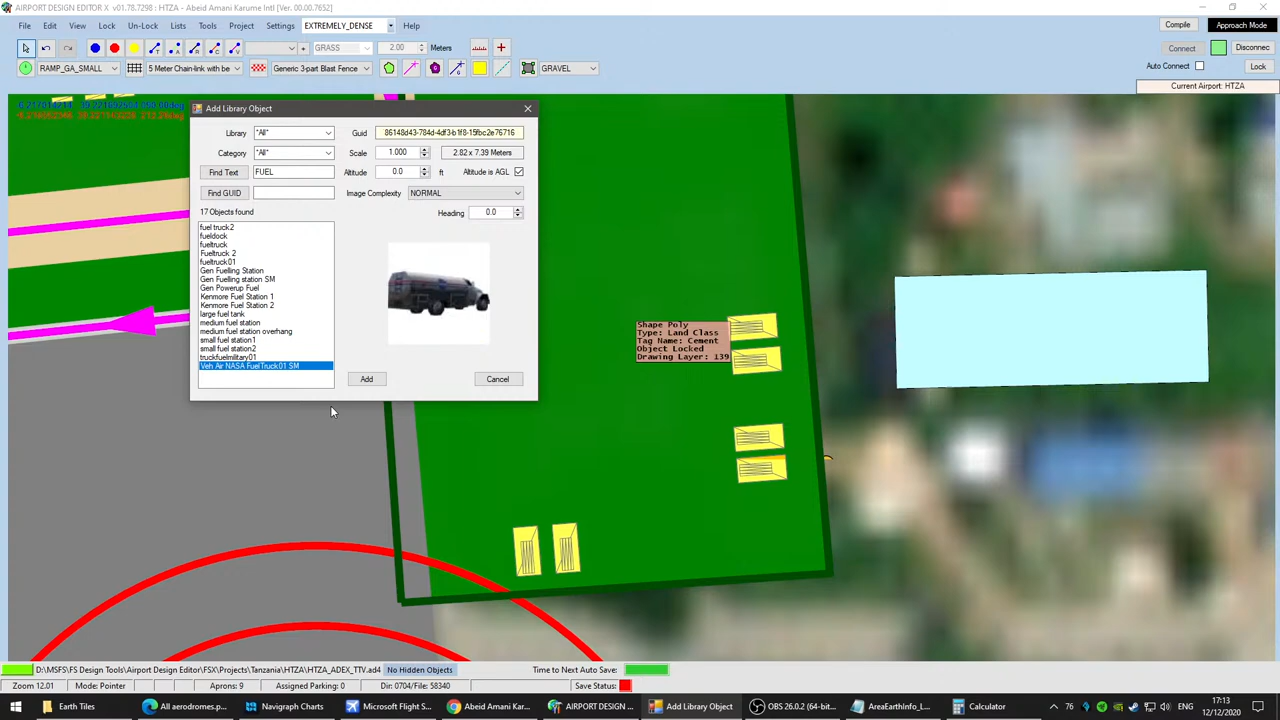 AIRPORT DESIGN EDITOR X  v01.78.7298 - Abeid Amani Karume Intl [Ver. 00.00.7652]
File Edit View Lock Un-Lock Lists Tools Project Settings EXTREMELY_DENSE Help Compile Approach Mode
GRASS 2.00 Meters Connect Disconnect
RAMP_GA_SMALL 5 Meter Chain-link with be Generic 3-part Blast Fence GRAVEL Auto Connect Lock
Current Airport: HTZA
Add Library Object
Library *All* Guid 86148d43-784d-4df3-b1f8-15fbc2e76716
Category *All* Scale 1.000 2.82 x 7.39 Meters
Find Text FUEL Altitude 0.0 ft Altitude is AGL
Find GUID Image Complexity NORMAL
17 Objects found Heading 0.0
fuel truck2
fueldock
fueltruck
Fueltruck 2
fueltruck01
Gen Fuelling Station
Gen Fuelling station SM
Gen Powerup Fuel
Kenmore Fuel Station 1
Kenmore Fuel Station 2
large fuel tank
medium fuel station
medium fuel station overhang
small fuel station1
small fuel station2
truckfuelmilitary01
Veh Air NASA FuelTruck01 SM
Add Cancel
Shape Poly
Type: Land Class
Tag Name: Cement
Object Locked
Drawing Layer: 139
D:\MSFS\FS Design Tools\Airport Design Editor\FSX\Projects\Tanzania\HTZA\HTZA_ADEX_TTV.ad4 No Hidden Objects Time to Next Auto Save:
Zoom 12.01 Mode: Pointer Aprons: 9 Assigned Parking: 0 Dir: 0704/File: 58340 Save Status:
Earth Tiles All aerodromes.p... Navigraph Charts Microsoft Flight S... Abeid Amani Kar... AIRPORT DESIGN ... Add Library Object OBS 26.0.2 (64-bit... AreaEarthInfo_L... Calculator 76 ENG 17:13
12/12/2020